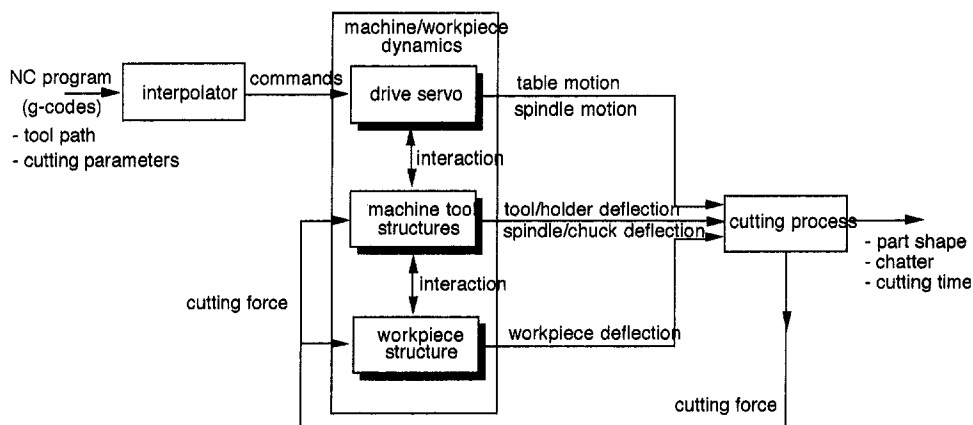 machine/workpiece
dynamics
NC program
(g-codes)
- tool path
- cutting parameters
interpolator
commands
drive servo
table motion
spindle motion
interaction
machine tool
structures
tool/holder deflection
spindle/chuck deflection
cutting process
- part shape
- chatter
- cutting time
interaction
cutting force
workpiece
structure
workpiece deflection
cutting force